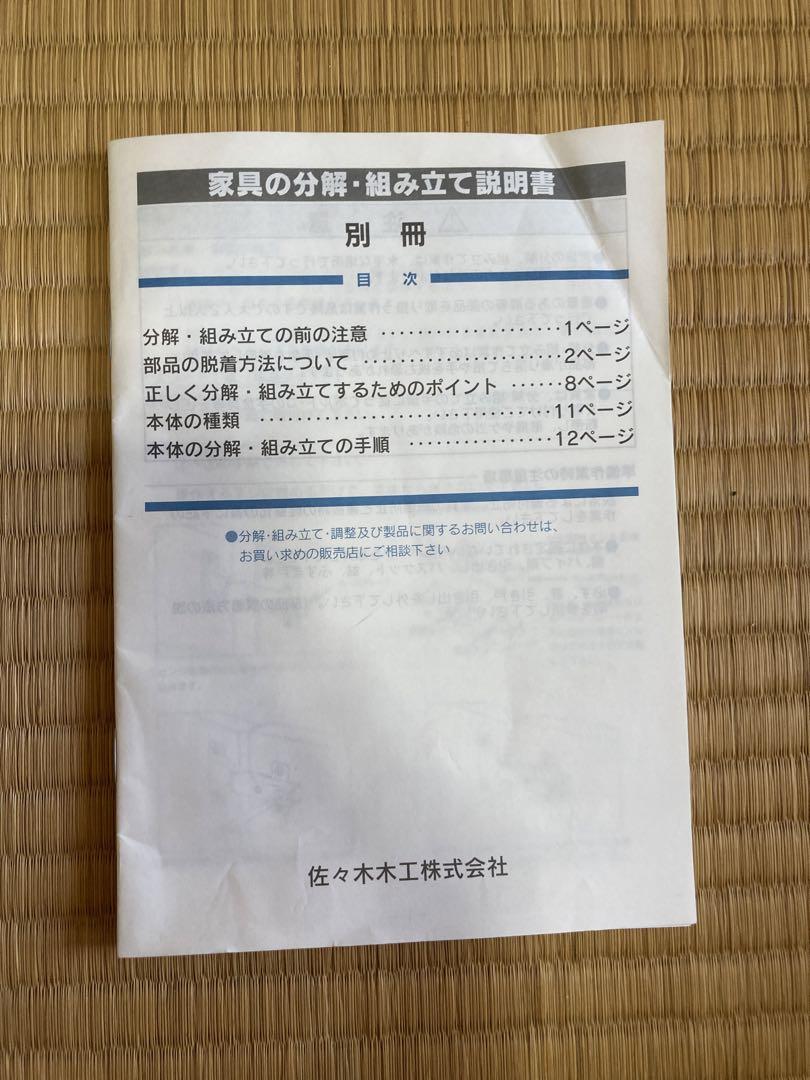 家具の分解・組み立て説明書
別 冊
目 次
分解・組み立ての前の注意 ····················1ページ
部品の脱着方法について ······················2ページ
正しく分解・組み立てするためのポイント ······8ページ
本体の種類 ································11ページ
本体の分解・組み立ての手順 ················12ページ
●分解・組み立て・調整及び製品に関するお問い合わせは、
お買い求めの販売店にご相談下さい
佐々木木工株式会社